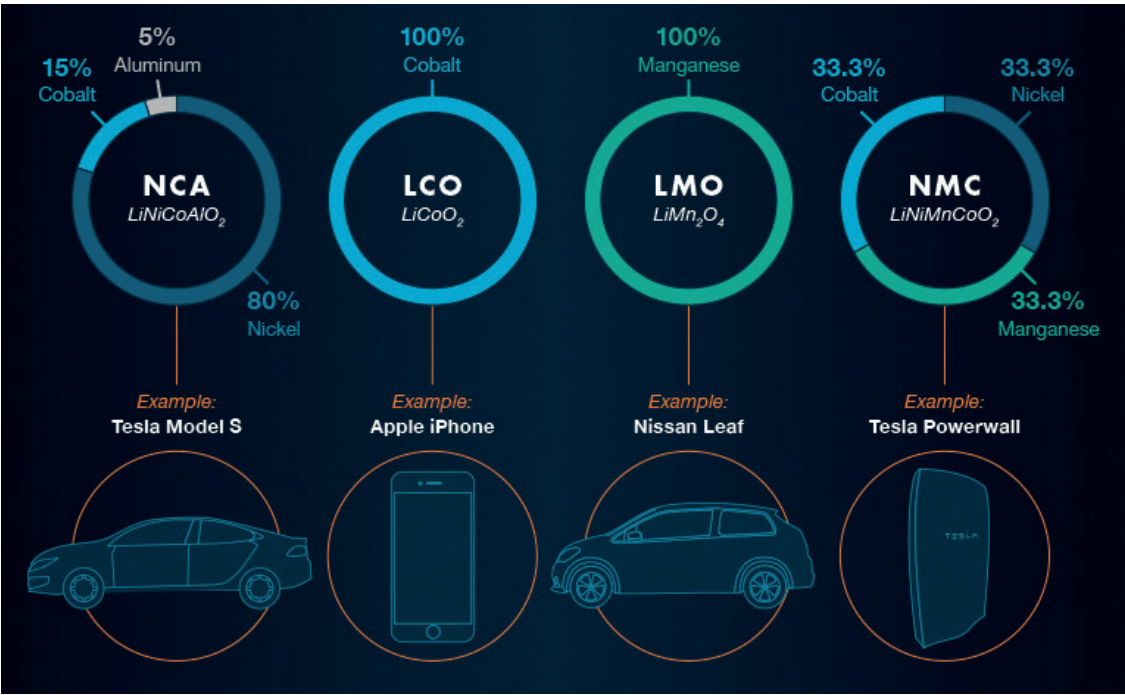 5%
Aluminum
15%
Cobalt
NCA
LiNiCoAlO₂
80%
Nickel
Example:
Tesla Model S
100%
Cobalt
LCO
LiCoO₂
Example:
Apple iPhone
100%
Manganese
LMO
LiMn₂O₄
Example:
Nissan Leaf
33.3%
Cobalt
33.3%
Nickel
NMC
LiNiMnCoO₂
33.3%
Manganese
Example:
Tesla Powerwall
TESLA